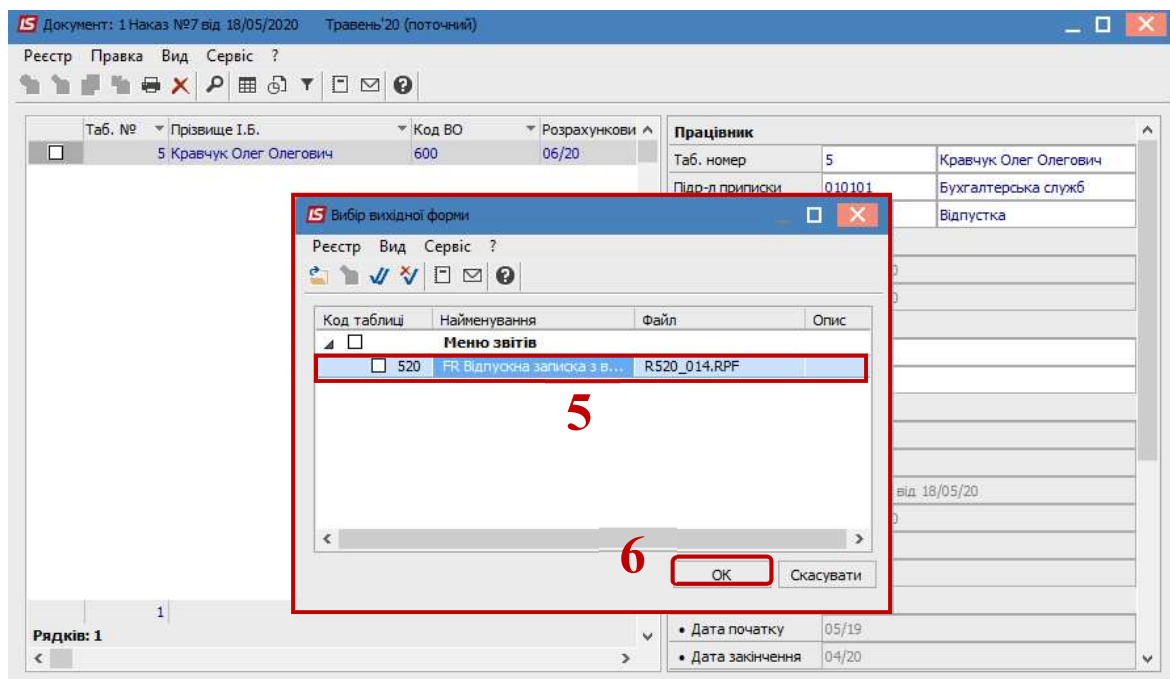 Документ: 1 Наказ №7 від 18/05/2020 Травень'20 (поточний)
Реєстр Правка Вид Сервіс ?
Таб. № Прізвище І.Б. Код ВО Розрахункови
5 Кравчук Олег Олегович 600 06/20
Працівник
Таб. номер 5 Кравчук Олег Олегович
Підр-л приписки 010101 Бухгалтерська служб
Відпустка
Вибір вихідної форми
Реєстр Вид Сервіс ?
Код таблиці Найменування Файл Опис
Меню звітів
520 FR Відпускна записка з в... R520_014.RPF
5
від 18/05/20
6
ОК Скасувати
1
Рядків: 1
• Дата початку 05/19
• Дата закінчення 04/20